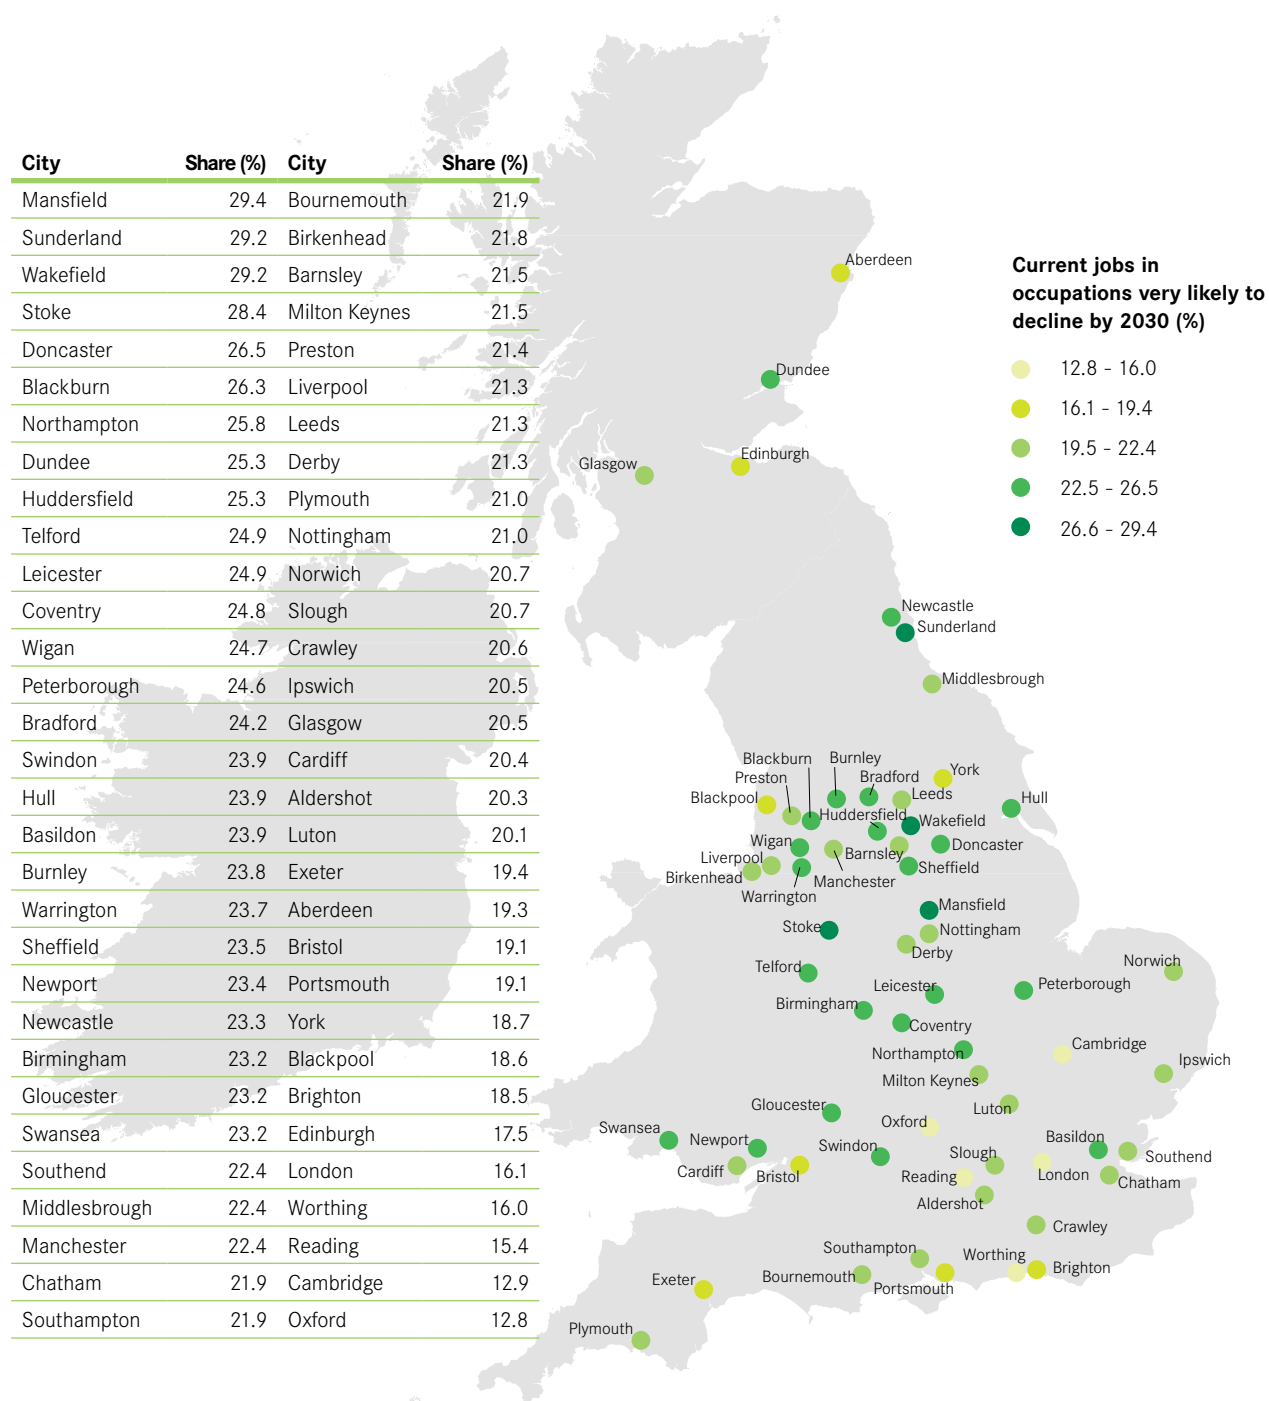 City Share (%) City Share (%)
Mansfield 29.4 Bournemouth 21.9
Sunderland 29.2 Birkenhead 21.8
Wakefield 29.2 Barnsley 21.5
Stoke 28.4 Milton Keynes 21.5
Doncaster 26.5 Preston 21.4
Blackburn 26.3 Liverpool 21.3
Northampton 25.8 Leeds 21.3
Dundee 25.3 Derby 21.3
Huddersfield 25.3 Plymouth 21.0
Telford 24.9 Nottingham 21.0
Leicester 24.9 Norwich 20.7
Coventry 24.8 Slough 20.7
Wigan 24.7 Crawley 20.6
Peterborough 24.6 Ipswich 20.5
Bradford 24.2 Glasgow 20.5
Swindon 23.9 Cardiff 20.4
Hull 23.9 Aldershot 20.3
Basildon 23.9 Luton 20.1
Burnley 23.8 Exeter 19.4
Warrington 23.7 Aberdeen 19.3
Sheffield 23.5 Bristol 19.1
Newport 23.4 Portsmouth 19.1
Newcastle 23.3 York 18.7
Birmingham 23.2 Blackpool 18.6
Gloucester 23.2 Brighton 18.5
Swansea 23.2 Edinburgh 17.5
Southend 22.4 London 16.1
Middlesbrough 22.4 Worthing 16.0
Manchester 22.4 Reading 15.4
Chatham 21.9 Cambridge 12.9
Southampton 21.9 Oxford 12.8
Current jobs in
occupations very likely to
decline by 2030 (%)
12.8 - 16.0
16.1 - 19.4
19.5 - 22.4
22.5 - 26.5
26.6 - 29.4
Aberdeen
Dundee
Edinburgh
Glasgow
Newcastle
Sunderland
Middlesbrough
Blackburn
Burnley
York
Preston
Bradford
Leeds
Blackpool
Hull
Huddersfield
Wakefield
Wigan
Doncaster
Liverpool
Barnsley
Sheffield
Birkenhead
Manchester
Warrington
Mansfield
Stoke
Nottingham
Derby
Norwich
Telford
Leicester
Peterborough
Birmingham
Coventry
Cambridge
Northampton
Ipswich
Milton Keynes
Gloucester
Luton
Oxford
Swansea
Newport
Swindon
Basildon
Slough
Southend
Cardiff
Bristol
Reading
London
Chatham
Aldershot
Crawley
Southampton
Worthing
Brighton
Exeter
Bournemouth
Portsmouth
Plymouth